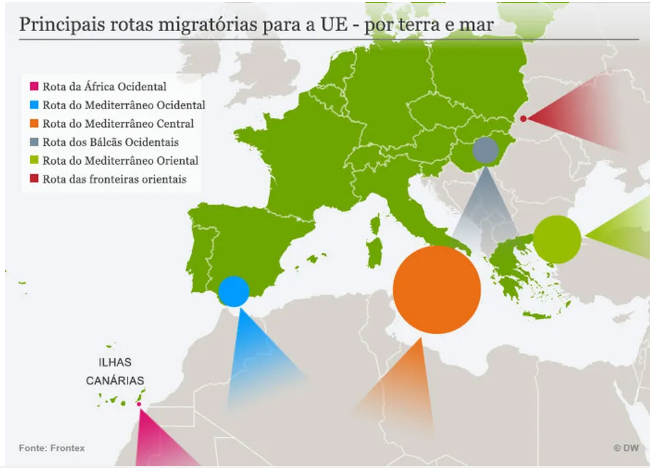 Principais rotas migratórias para a UE - por terra e mar
Rota da África Ocidental
Rota do Mediterrâneo Ocidental
Rota do Mediterrâneo Central
Rota dos Bálcãs Ocidentais
Rota do Mediterrâneo Oriental
Rota das fronteiras orientais
ILHAS
CANÁRIAS
Fonte: Frontex
© DW